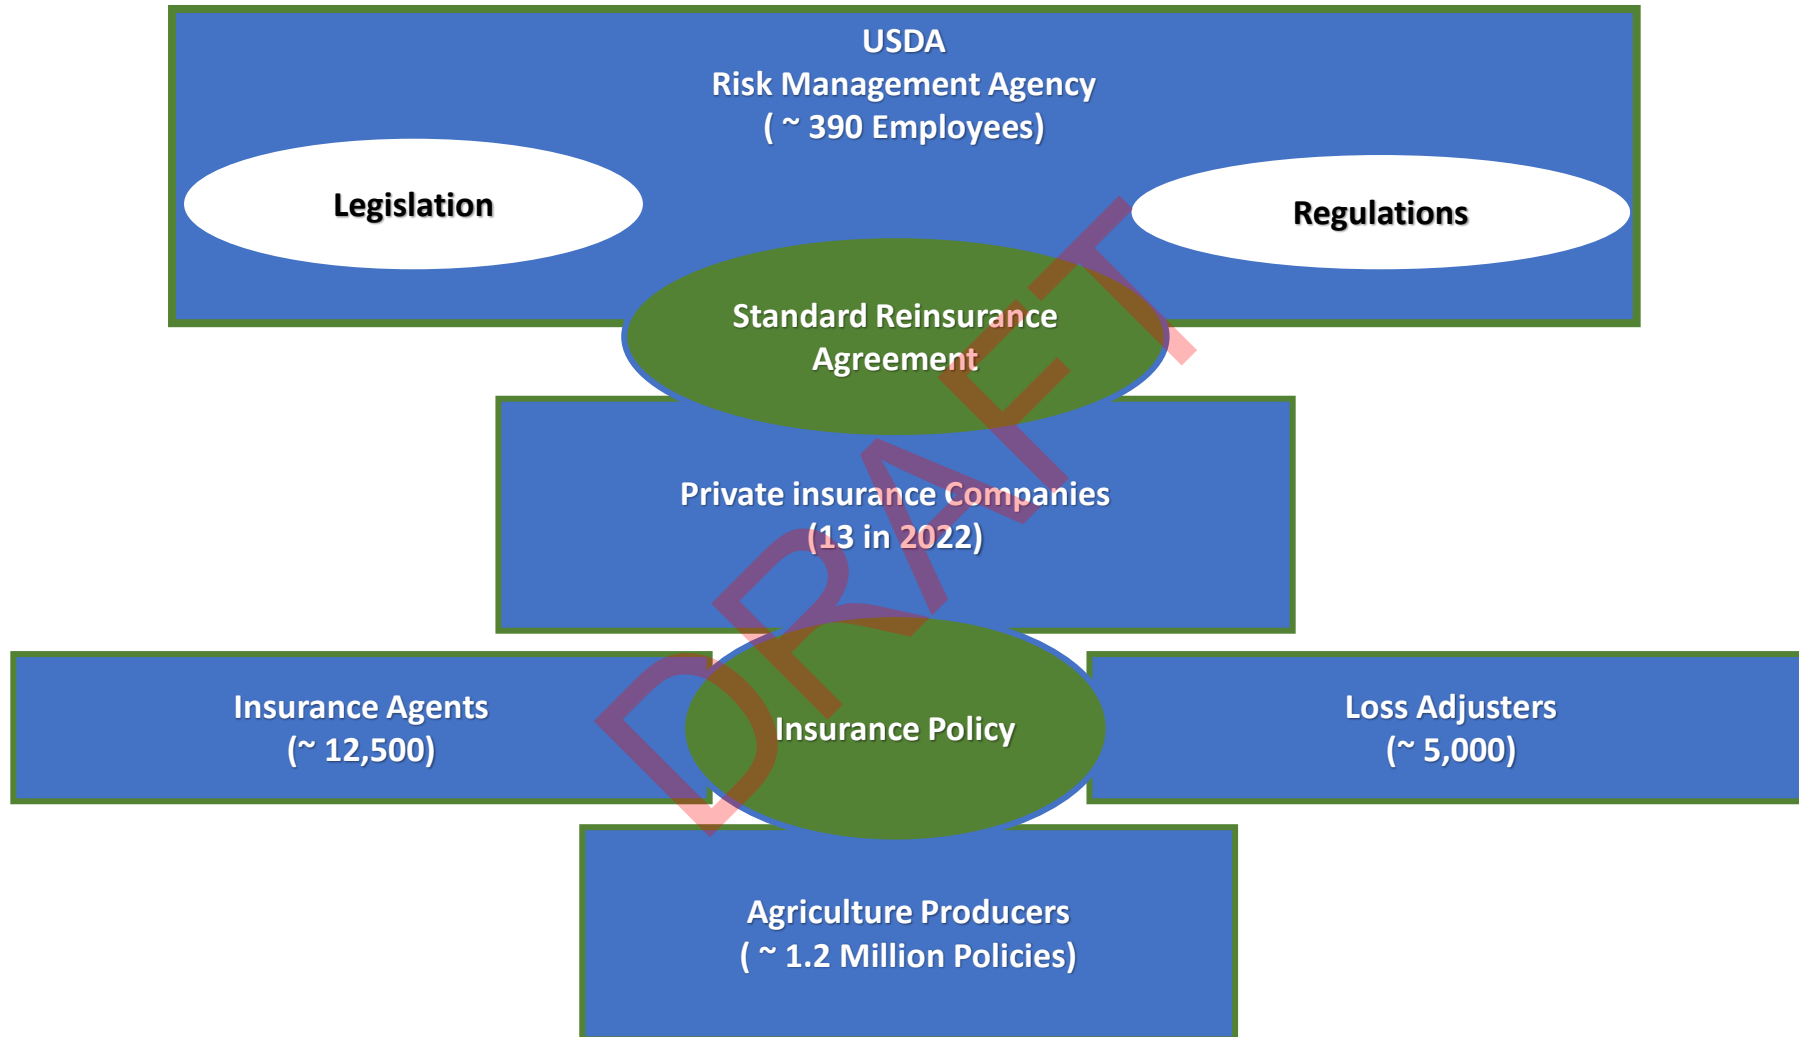 USDA
Risk Management Agency
( ~ 390 Employees)
Legislation
Regulations
Standard Reinsurance
Agreement
Private insurance Companies
(13 in 2022)
Insurance Agents
(~ 12,500)
Insurance Policy
Loss Adjusters
(~ 5,000)
Agriculture Producers
( ~ 1.2 Million Policies)
DRAFT